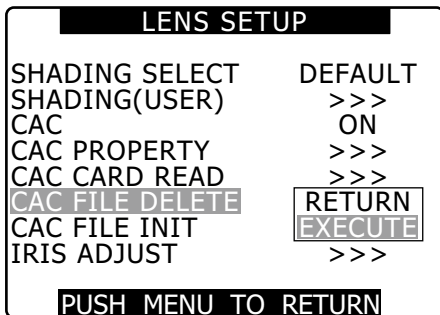 LENS SETUP
SHADING SELECT DEFAULT
SHADING(USER) >>>
CAC ON
CAC PROPERTY >>>
CAC CARD READ >>>
CAC FILE DELETE RETURN
CAC FILE INIT EXECUTE
IRIS ADJUST >>>
PUSH MENU TO RETURN